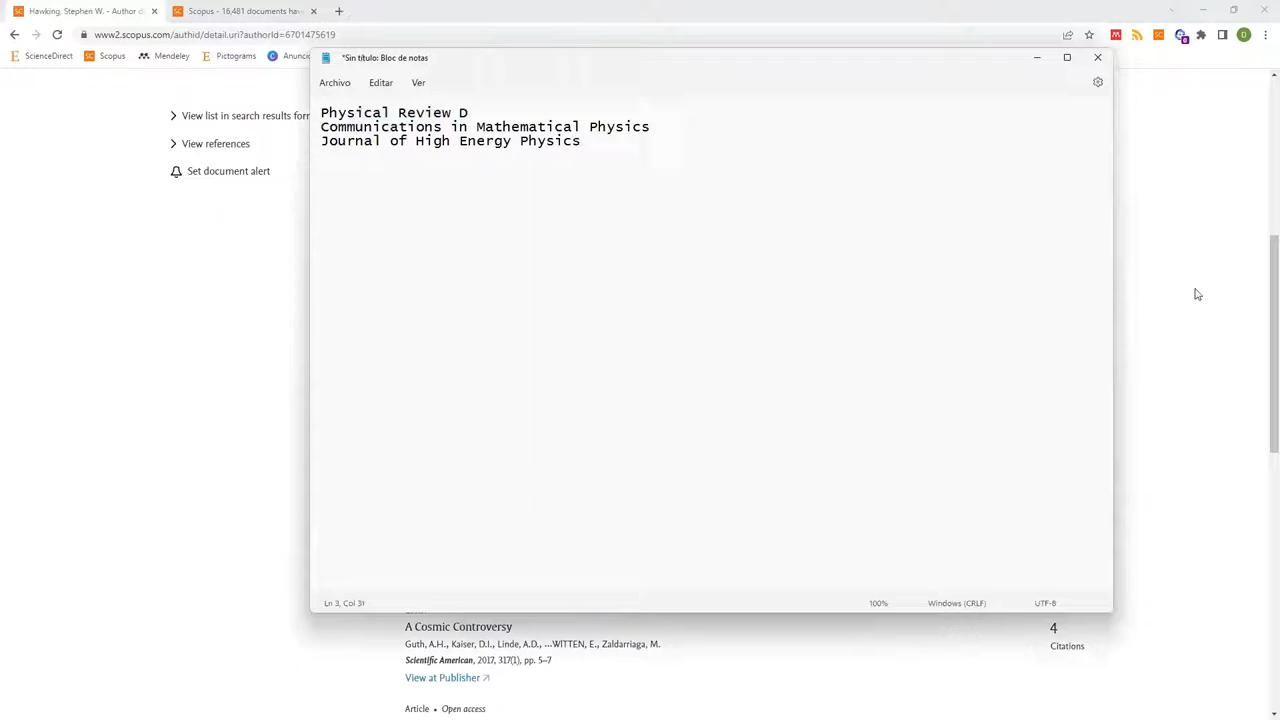 Hawking, Stephen W. - Author d
Scopus - 16,481 documents hav
www2.scopus.com/authid/detail.uri?authorId=6701475619
ScienceDirect
Scopus
Mendeley
Pictograms
Anuncio
*Sin título: Bloc de notas
Archivo Editar Ver
Physical Review D
Communications in Mathematical Physics
Journal of High Energy Physics
View list in search results form
View references
Set document alert
Ln 3, Col 31
100%
Windows (CRLF)
UTF-8
A Cosmic Controversy
4
Guth, A.H., Kaiser, D.I., Linde, A.D., ...WITTEN, E., Zaldarriaga, M.
Citations
Scientific American, 2017, 317(1), pp. 5–7
View at Publisher
Article • Open access